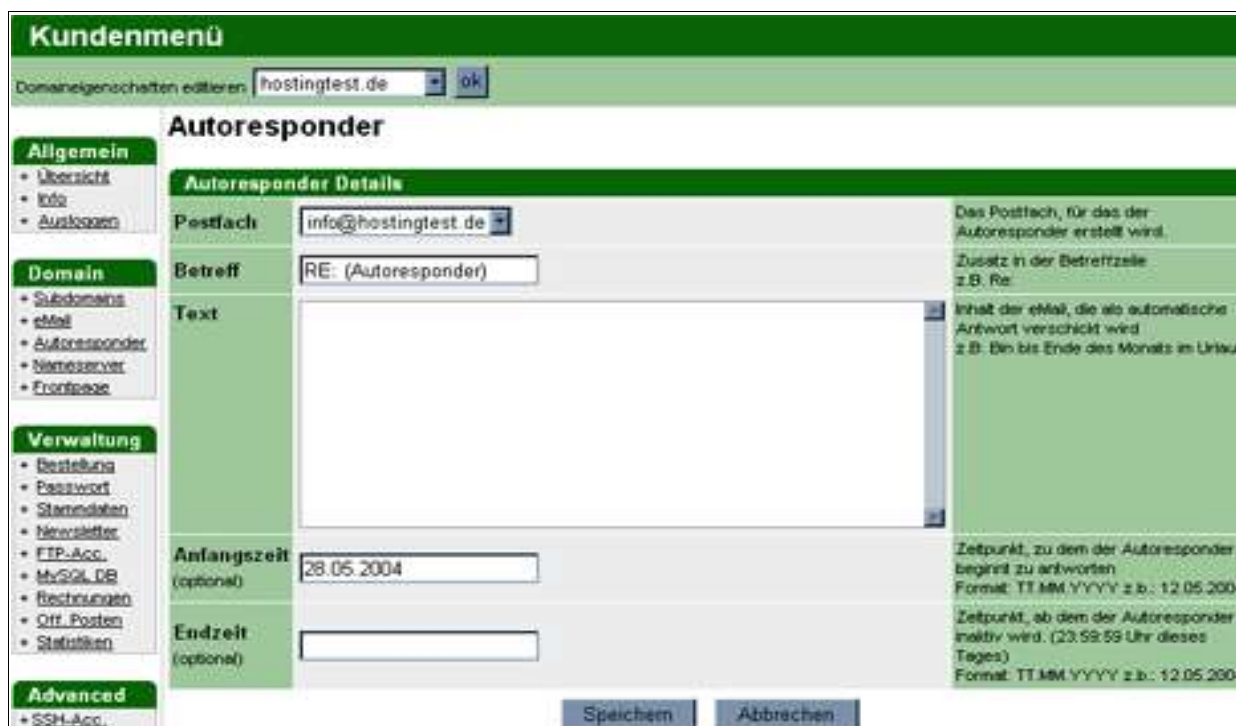 Kundenmenü
Domaineigenschaften editieren hostingtest.de ok
Autoresponder
Allgemein
• Übersicht
• Info
• Ausloggen
Domain
• Subdomains
• eMail
• Autoresponder
• Nameserver
• Frontpage
Verwaltung
• Bestellung
• Passwort
• Stammdaten
• Newsletter
• FTP-Acc.
• MySQL DB
• Rechnungen
• Off. Posten
• Statistiken
Advanced
• SSH-Acc.
Autoresponder Details
Postfach
info@hostingtest.de
Das Postfach, für das der
Autoresponder erstellt wird.
Betreff
RE: (Autoresponder)
Zusatz in der Betreffzeile
z.B. Re:
Text
Inhalt der eMail, die als automatische
Antwort verschickt wird
z.B. Bin bis Ende des Monats im Urlau
Anfangszeit
(optional)
28.05.2004
Zeitpunkt, zu dem der Autoresponder
beginnt zu antworten
Format: TT.MM.YYYY z.b.: 12.05.200
Endzeit
(optional)
Zeitpunkt, ab dem der Autoresponder
inaktiv wird. (23:59:59 Uhr dieses
Tages)
Format: TT.MM.YYYY z.b.: 12.05.200
Speichern Abbrechen